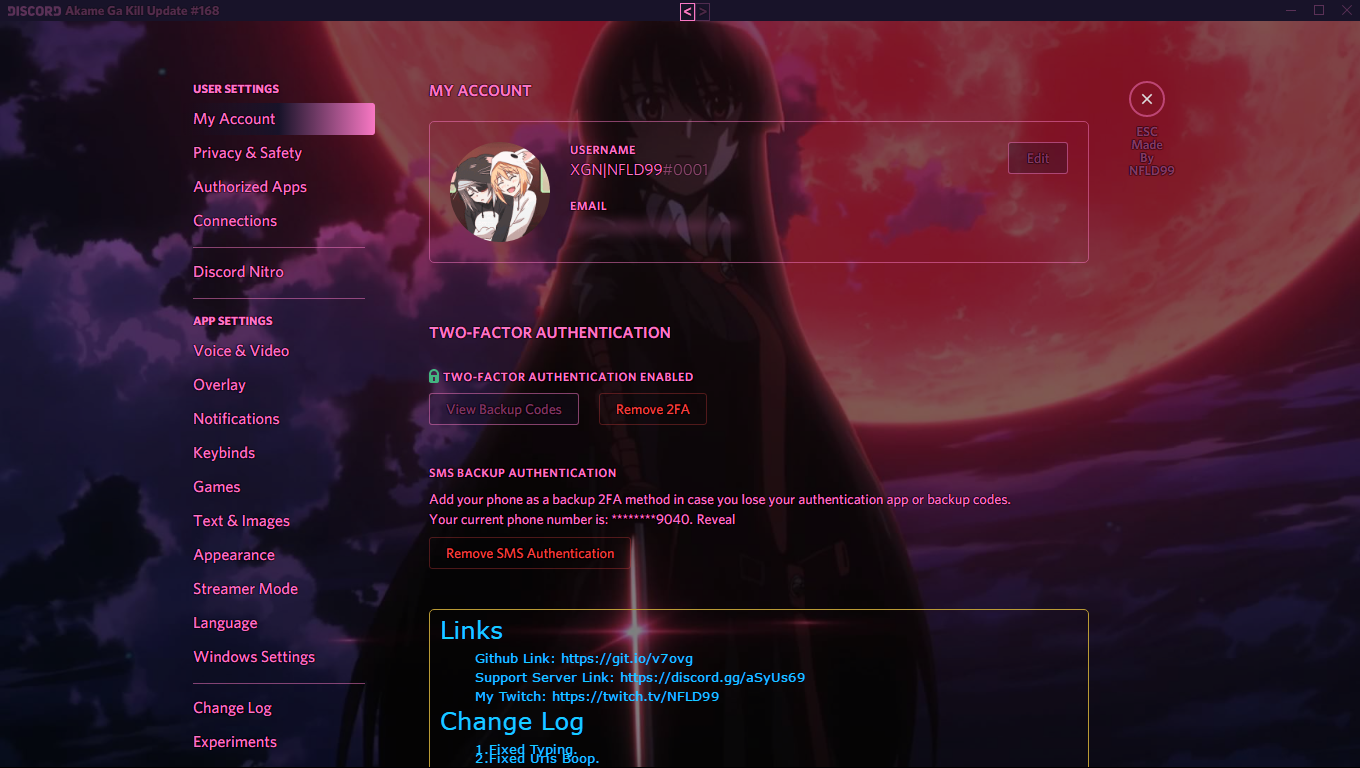 DISCORD Akame Ga Kill Update #168
< >
USER SETTINGS
My Account
Privacy & Safety
Authorized Apps
Connections
Discord Nitro
APP SETTINGS
Voice & Video
Overlay
Notifications
Keybinds
Games
Text & Images
Appearance
Streamer Mode
Language
Windows Settings
Change Log
Experiments
MY ACCOUNT
USERNAME
XGN|NFLD99#0001
Edit
EMAIL
TWO-FACTOR AUTHENTICATION
TWO-FACTOR AUTHENTICATION ENABLED
View Backup Codes
Remove 2FA
SMS BACKUP AUTHENTICATION
Add your phone as a backup 2FA method in case you lose your authentication app or backup codes.
Your current phone number is: ********9040. Reveal
Remove SMS Authentication
Links
Github Link: https://git.io/v7ovg
Support Server Link: https://discord.gg/aSyUs69
My Twitch: https://twitch.tv/NFLD99
Change Log
1.Fixed Typing.
2.Fixed Urls Boop.
ESC
Made
By
NFLD99